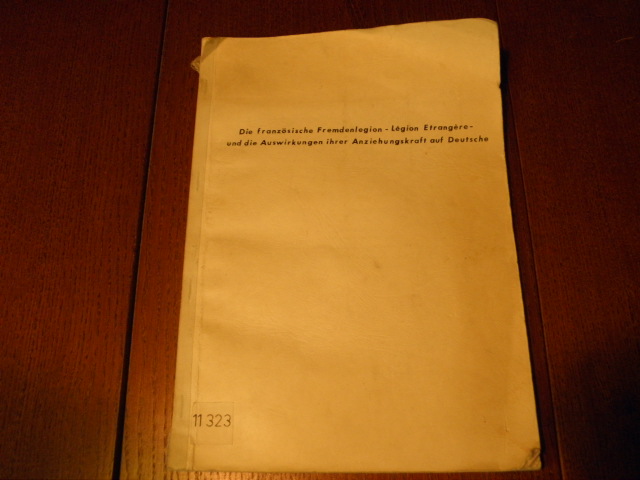 Die französische Fremdenlegion - Légion Etrangère -
und die Auswirkungen ihrer Anziehungskraft auf Deutsche
11 323